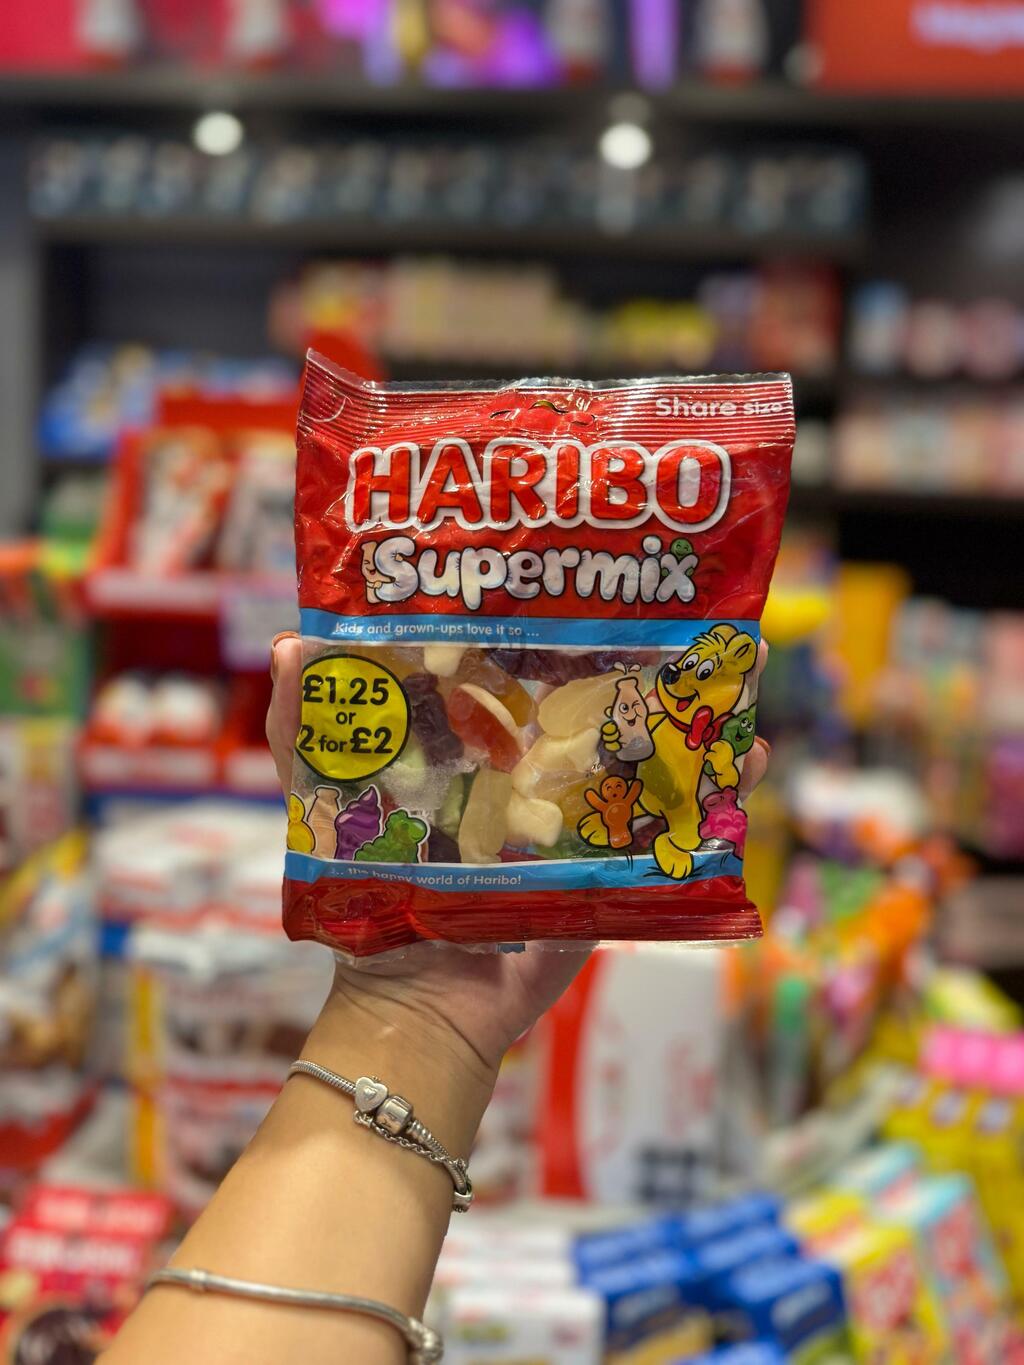 Share size
HARIBO
Supermix
Kids and grown-ups love it so ...
£1.25
or
2 for £2
... the happy world of Haribo!